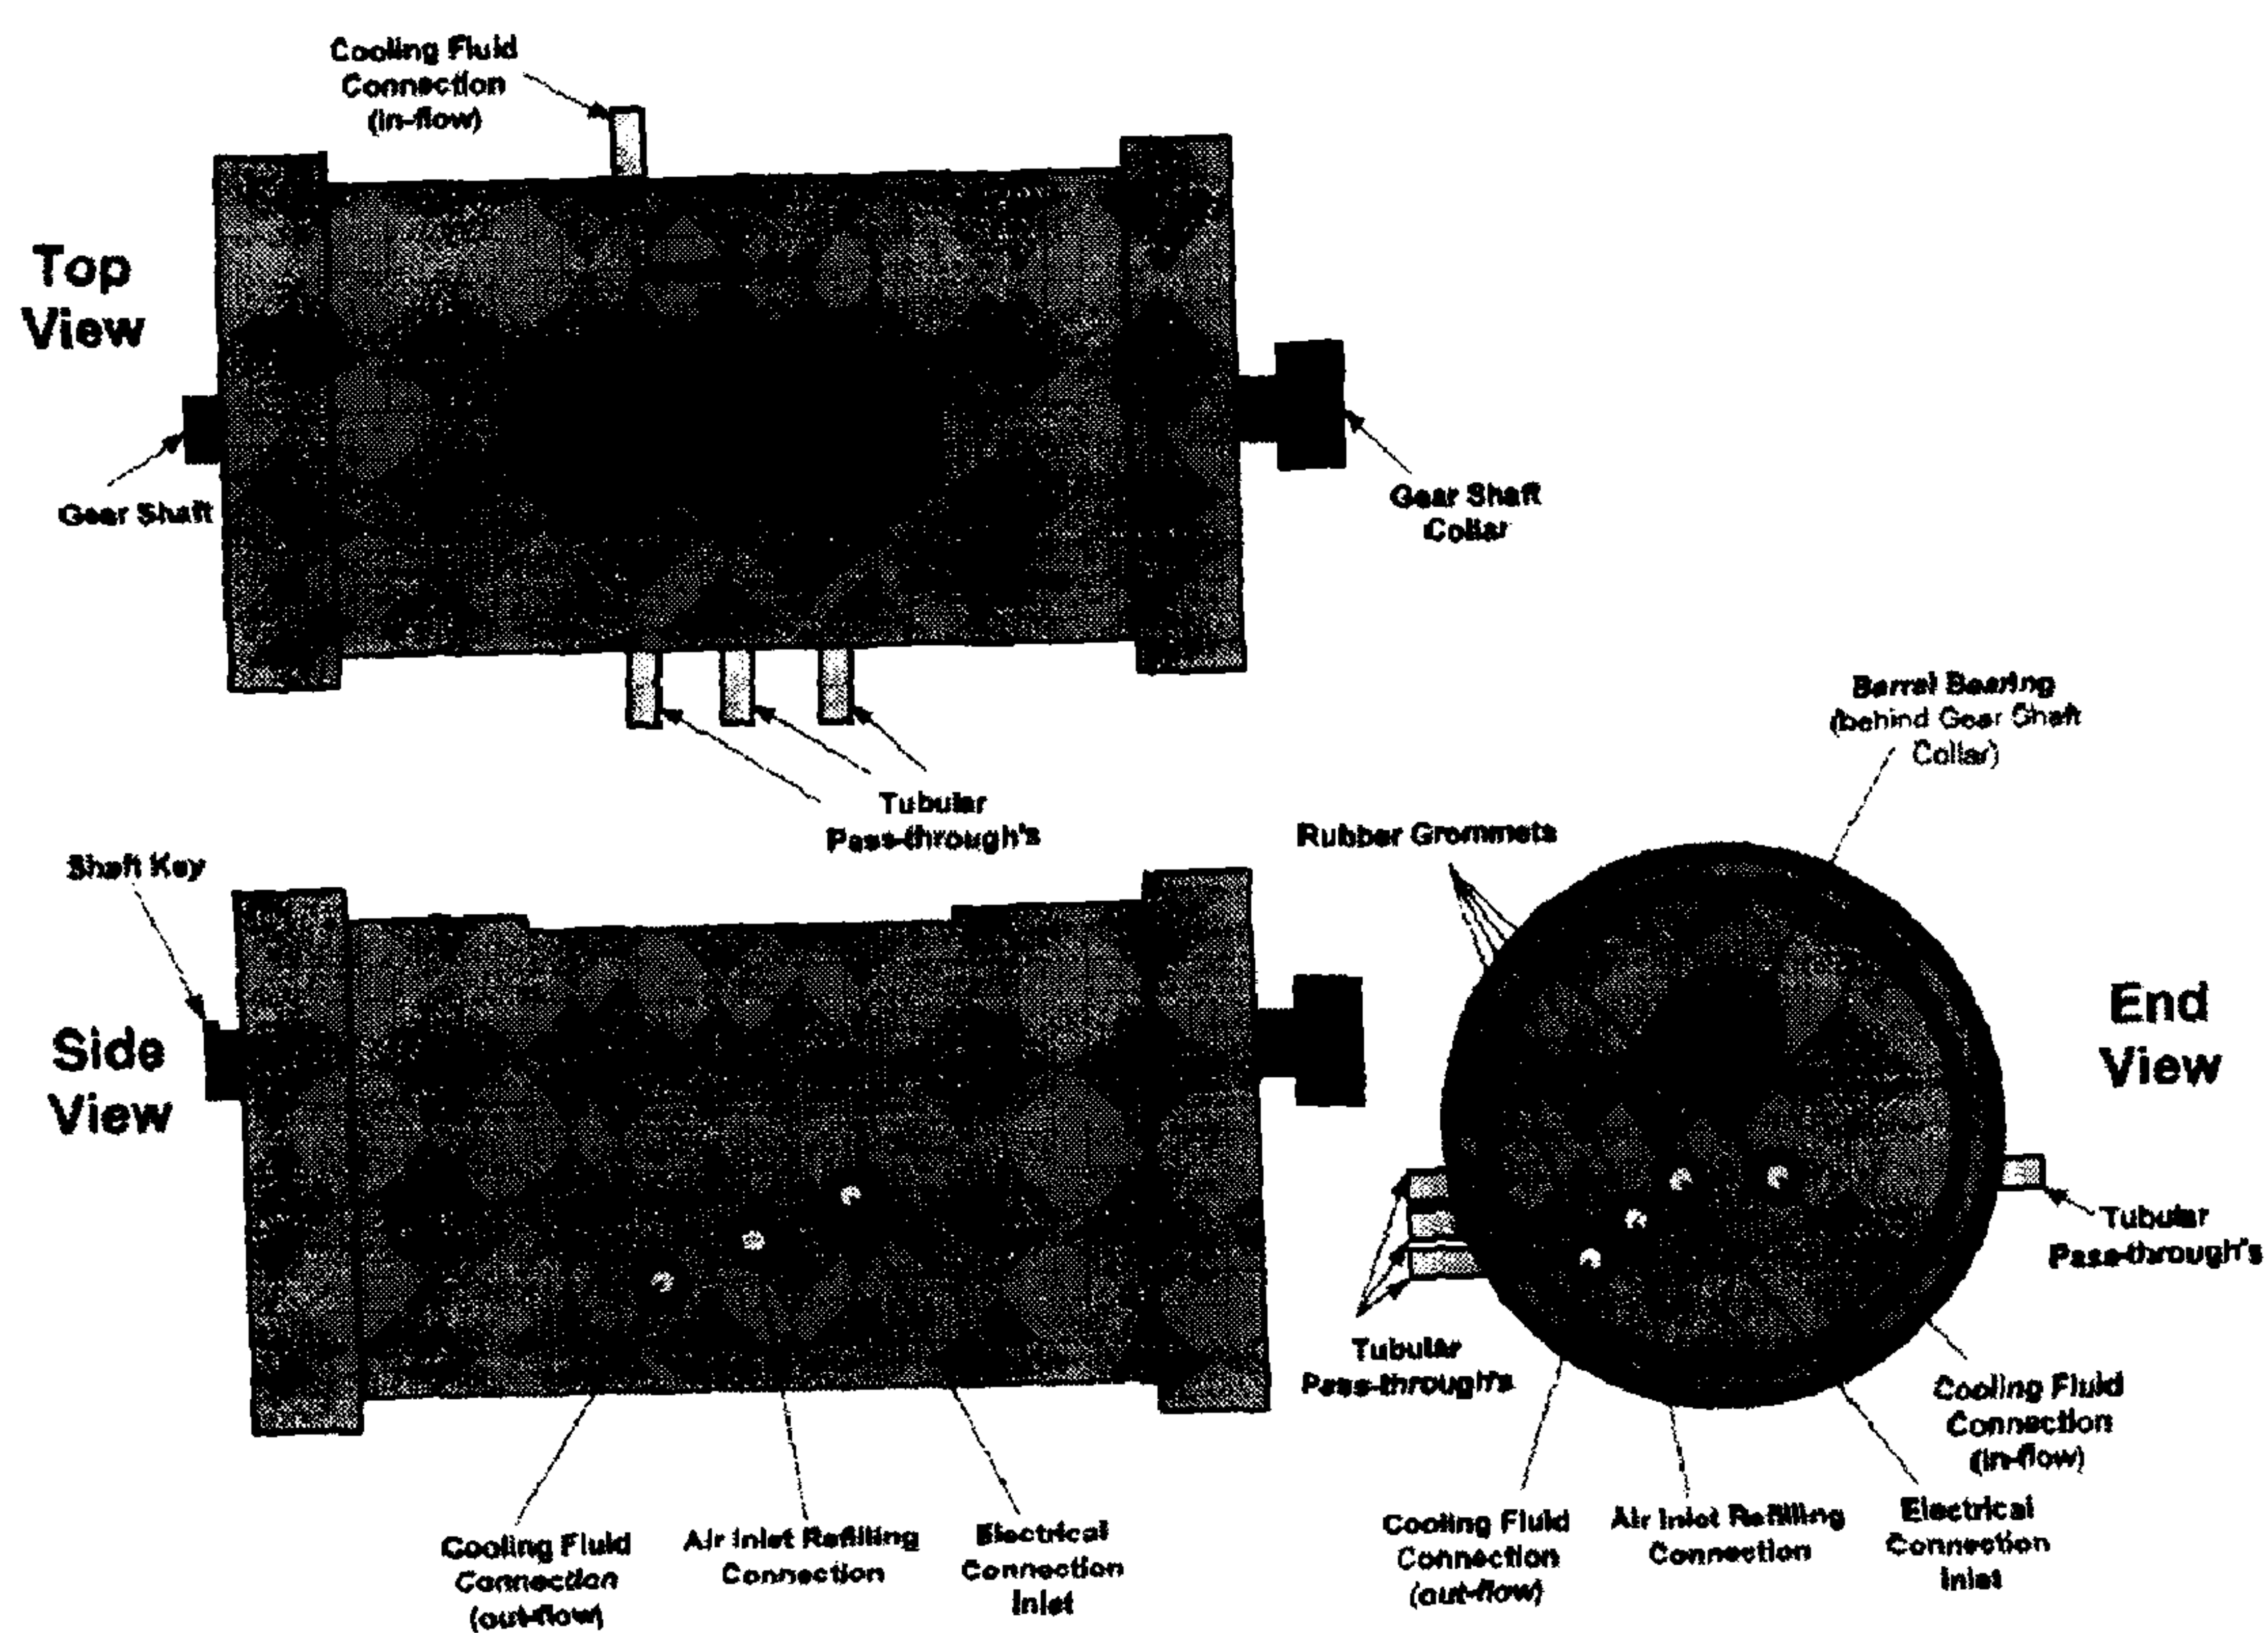 Cooling Fluid
Connection
(in-flow)
Top
View
Gear Shaft
Gear Shaft
Collar
Tubular
Pass-through's
Barrel Bearing
(behind Gear Shaft
Collar)
Shaft Key
Rubber Grommets
Side
View
End
View
Tubular
Pass-through's
Tubular
Pass-through's
Cooling Fluid
Connection
(in-flow)
Cooling Fluid
Connection
(out-flow)
Air Inlet Refilling
Connection
Electrical
Connection
Inlet
Cooling Fluid
Connection
(out-flow)
Air Inlet Refilling
Connection
Electrical
Connection
Inlet